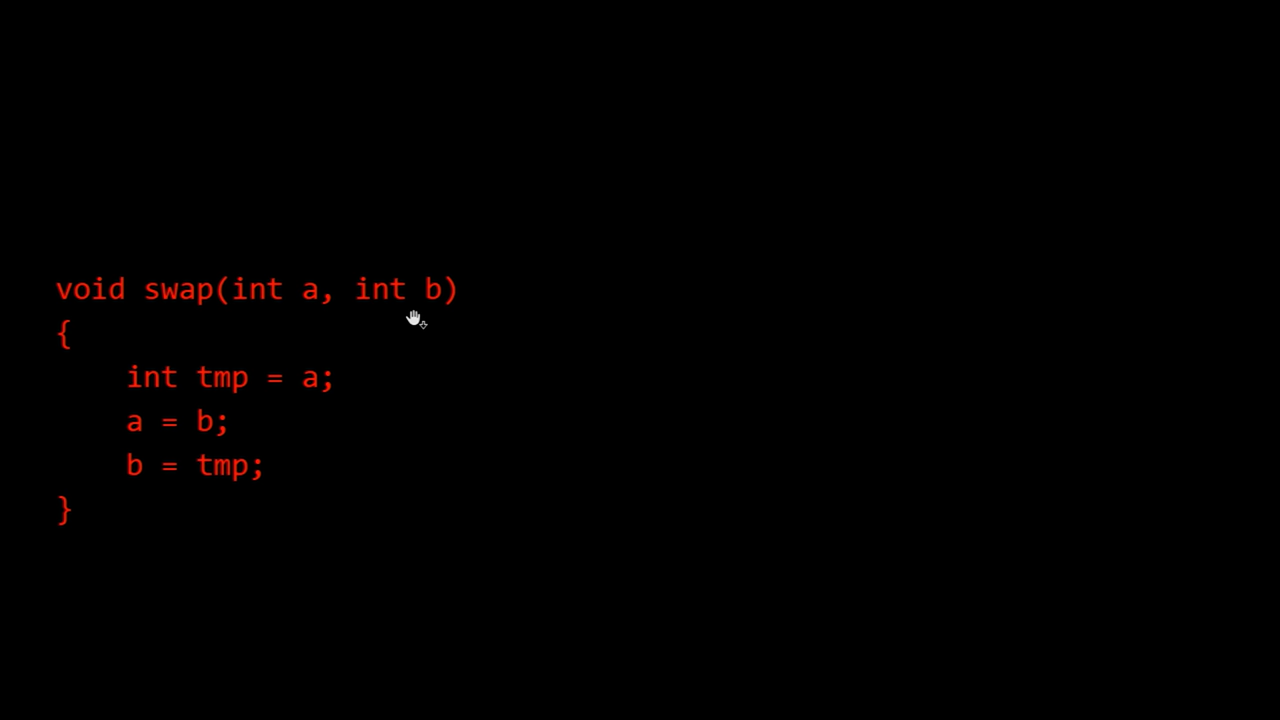 void swap(int a, int b)
{
    int tmp = a;
    a = b;
    b = tmp;
}